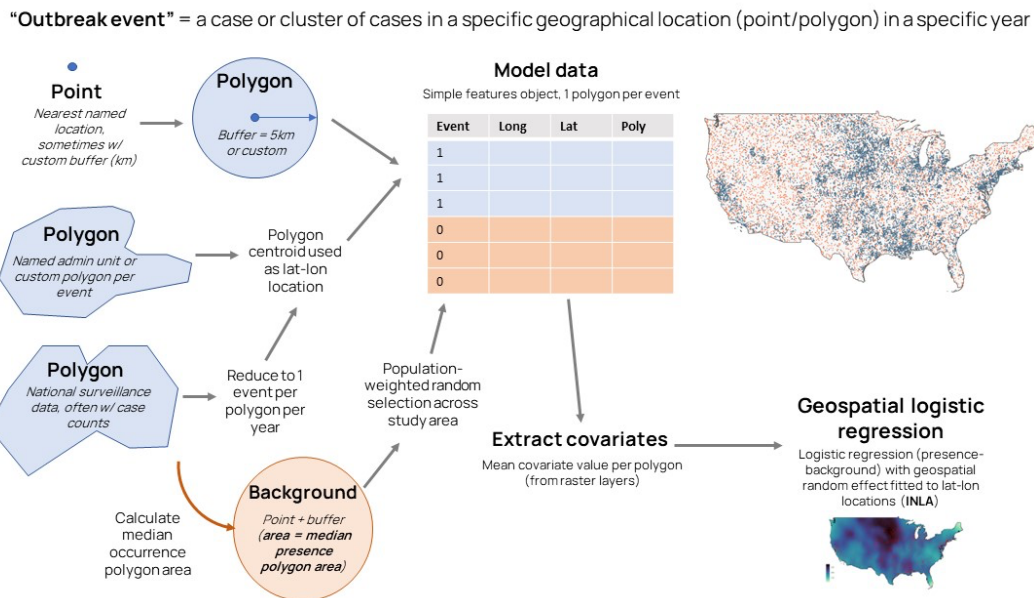 “Outbreak event” = a case or cluster of cases in a specific geographical location (point/polygon) in a specific year
Point
Nearest named
location,
sometimes w/
custom buffer (km)
Polygon
Buffer = 5km
or custom
Model data
Simple features object, 1 polygon per event
Event Long Lat Poly
1
1
1
0
0
0
Polygon
Named admin unit or
custom polygon per
event
Polygon
centroid used
as lat-lon
location
Polygon
National surveillance
data, often w/ case
counts
Reduce to 1
event per
polygon per
year
Population-
weighted random
selection across
study area
Calculate
median
occurrence
polygon area
Background
Point + buffer
(area = median
presence
polygon area)
Extract covariates
Mean covariate value per polygon
(from raster layers)
Geospatial logistic
regression
Logistic regression (presence-
background) with geospatial
random effect fitted to lat-lon
locations (INLA)